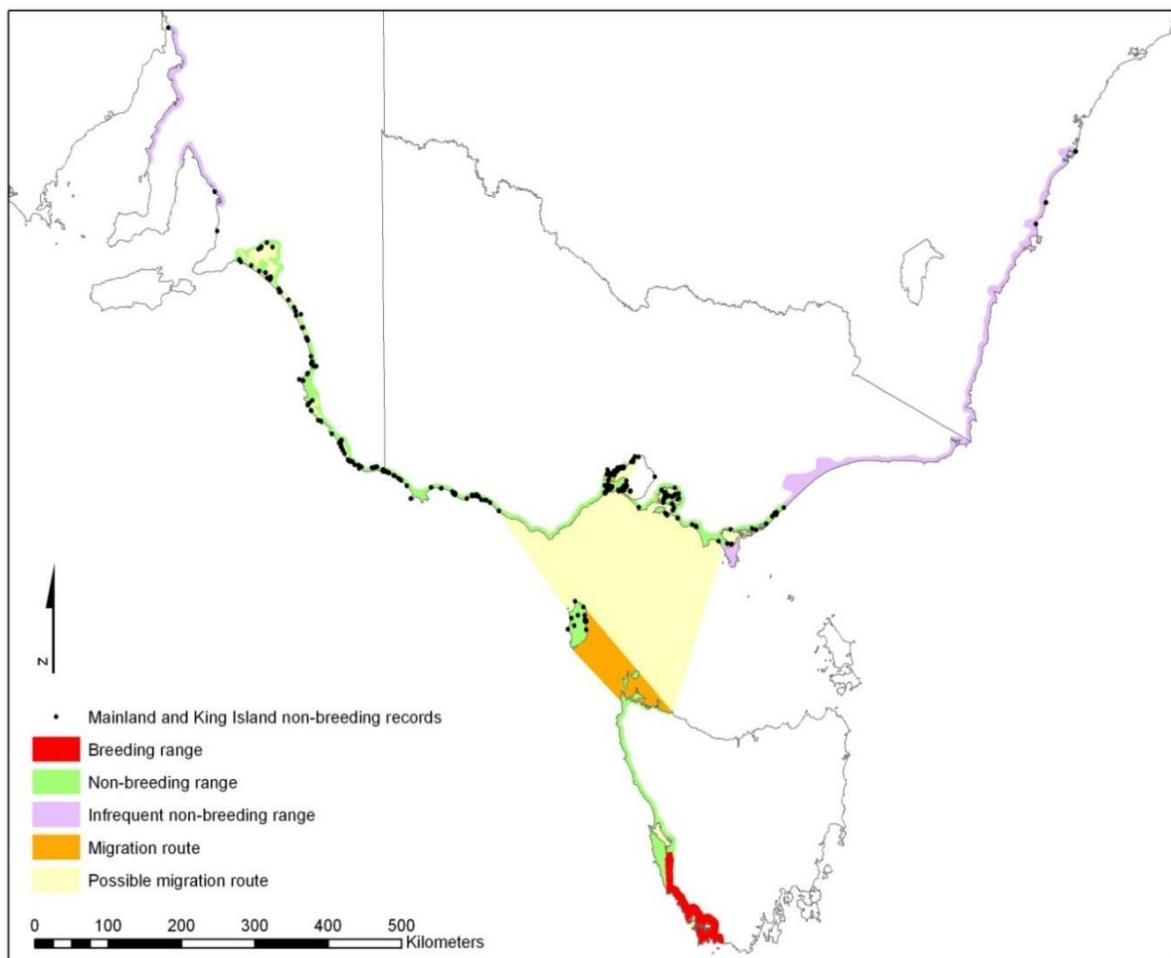 N
Mainland and King Island non-breeding records
Breeding range
Non-breeding range
Infrequent non-breeding range
Migration route
Possible migration route
0 100 200 300 400 500
Kilometers